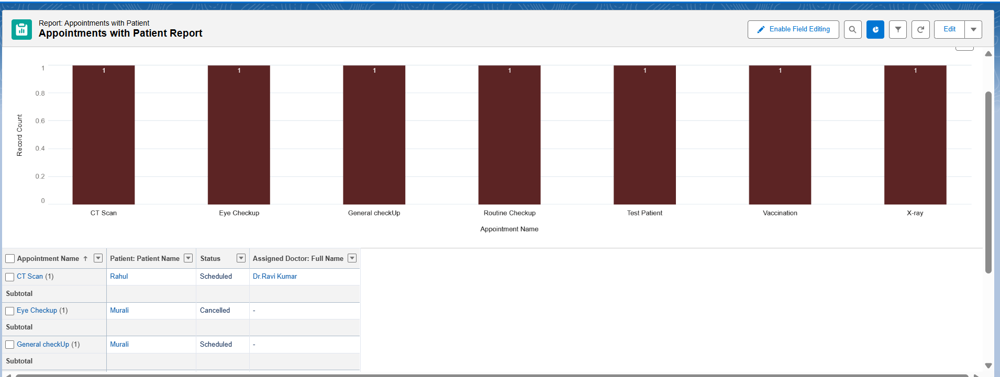 Report: Appointments with Patient
Appointments with Patient Report
Enable Field Editing
Edit
1 1 1 1 1 1 1
1
0.8
0.6
0.4
0.2
0
Record Count
CT Scan Eye Checkup General checkUp Routine Checkup Test Patient Vaccination X-ray
Appointment Name
Appointment Name ↑ Patient: Patient Name Status Assigned Doctor: Full Name
CT Scan (1) Rahul Scheduled Dr.Ravi Kumar
Subtotal
Eye Checkup (1) Murali Cancelled -
Subtotal
General checkUp (1) Murali Scheduled -
Subtotal